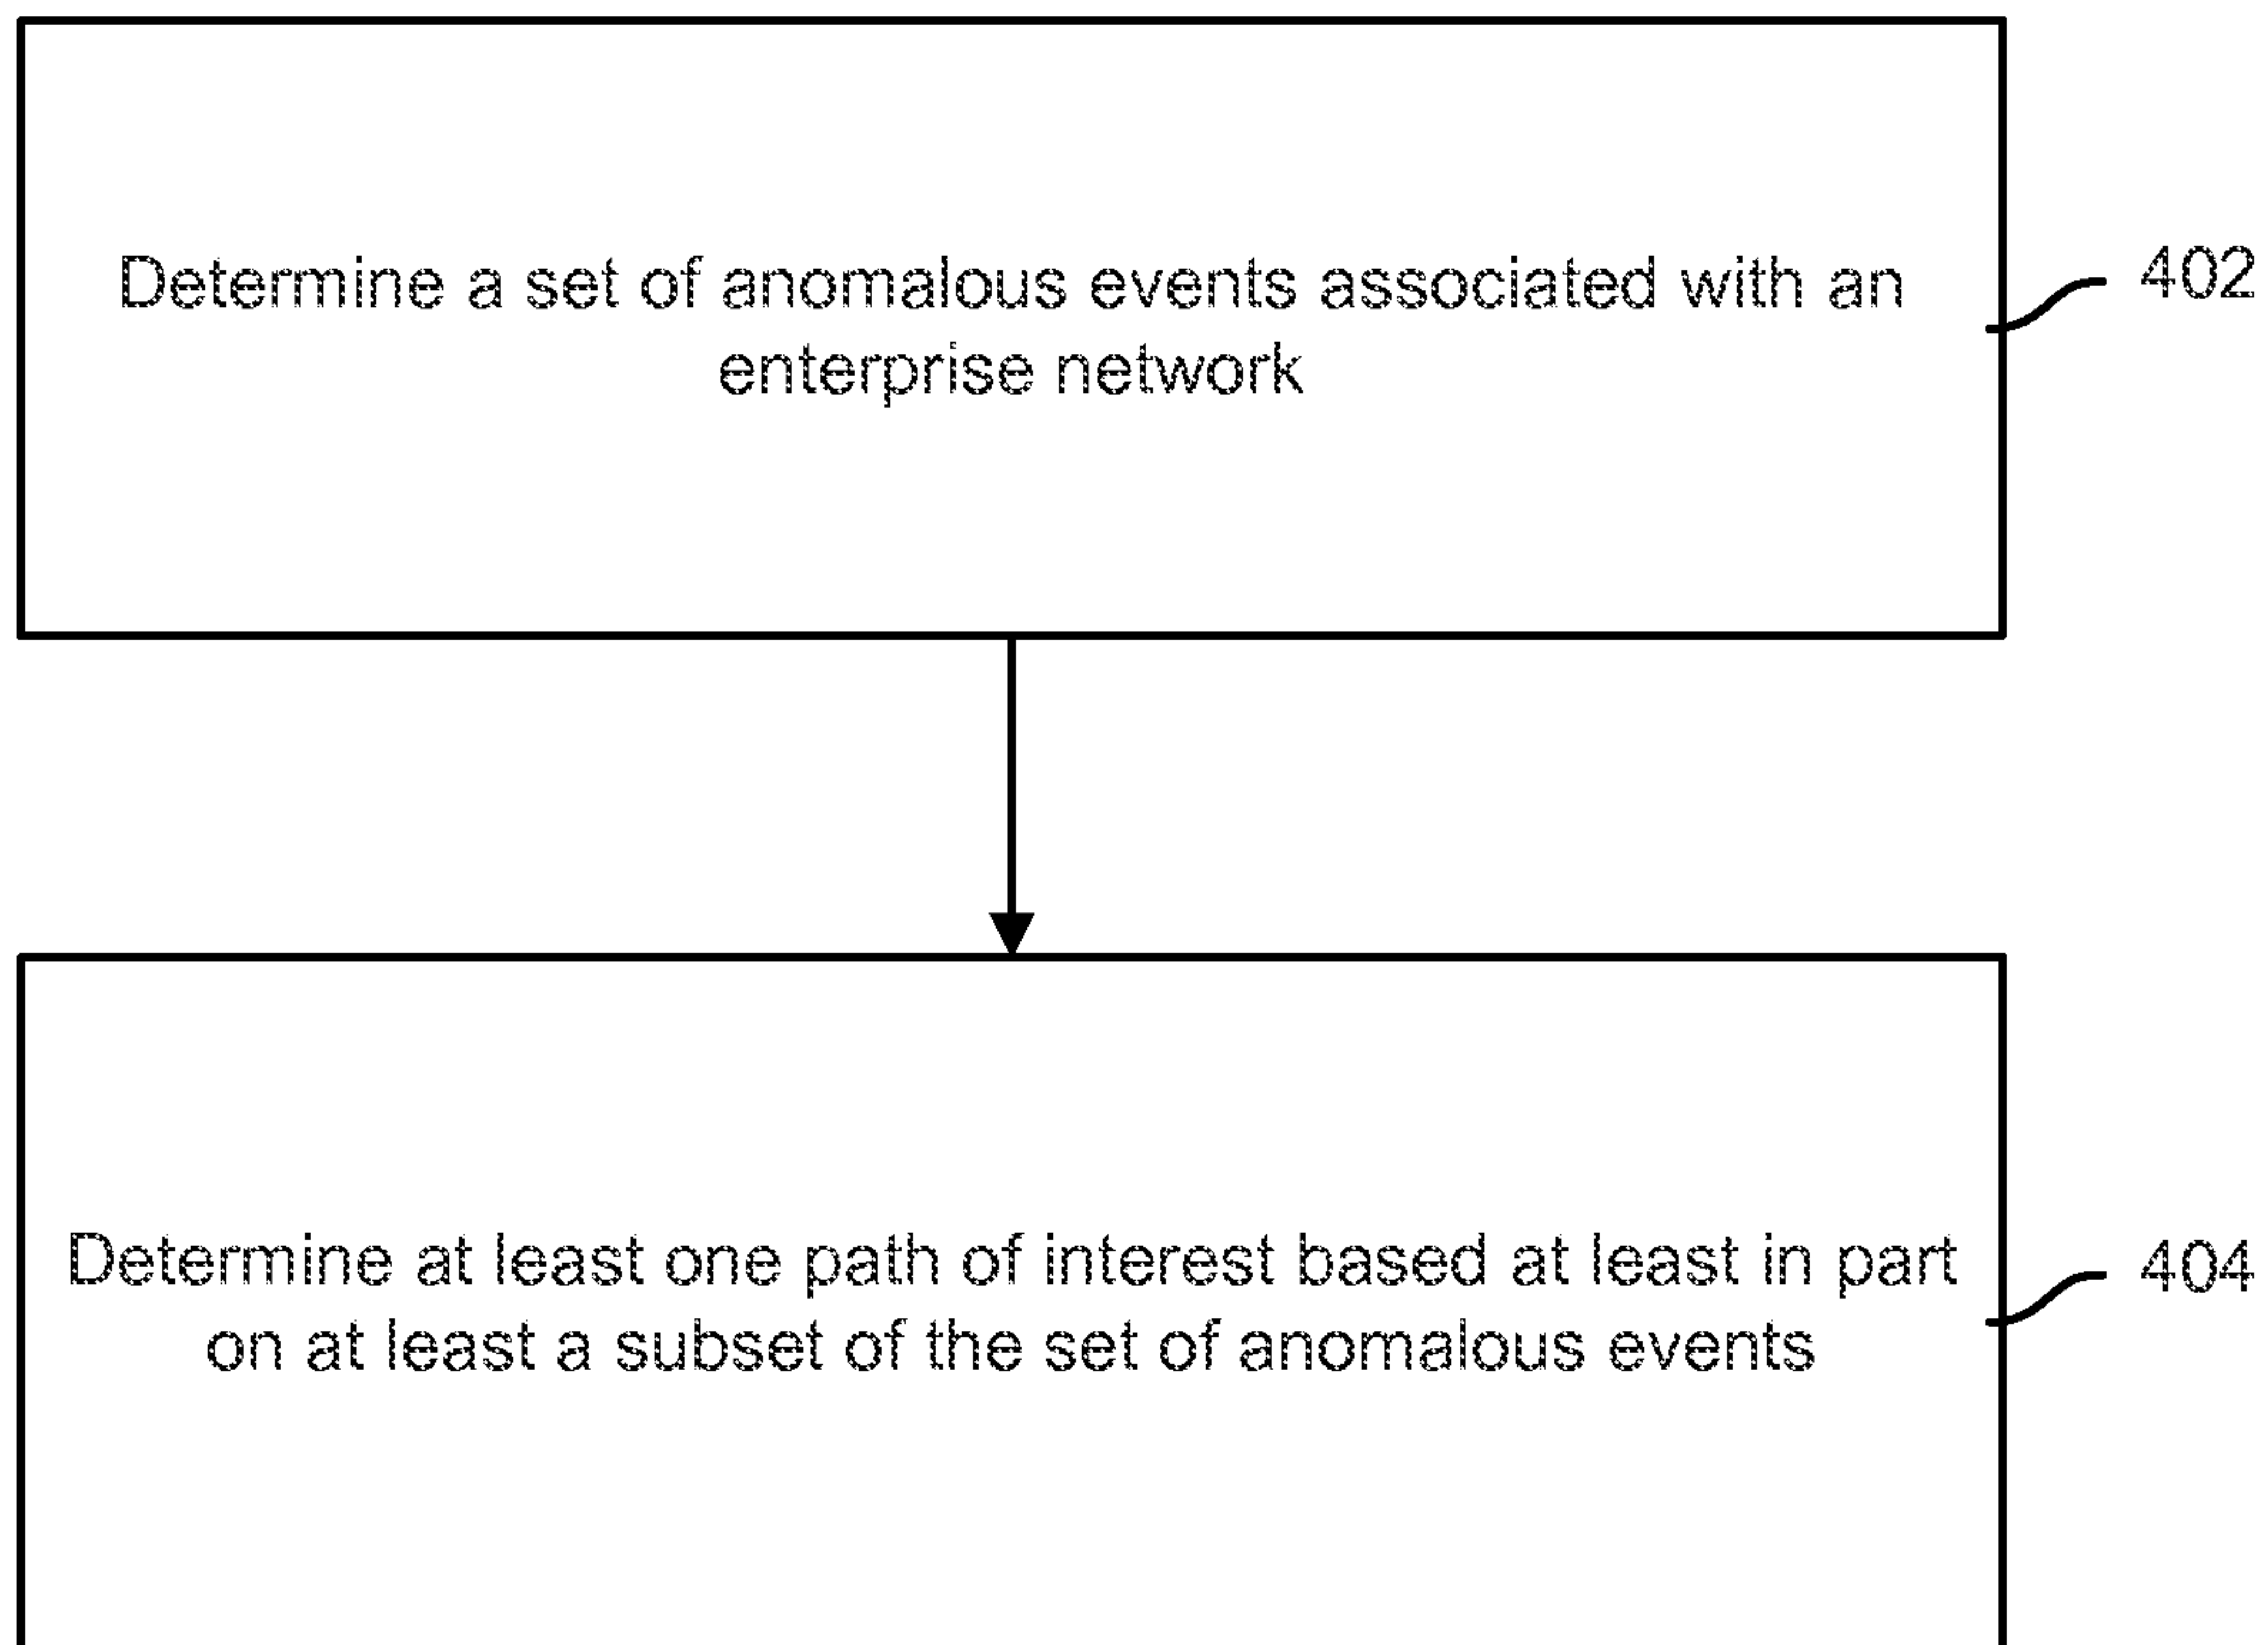 Determine a set of anomalous events associated with an
enterprise network
402
Determine at least one path of interest based at least in part
on at least a subset of the set of anomalous events
404